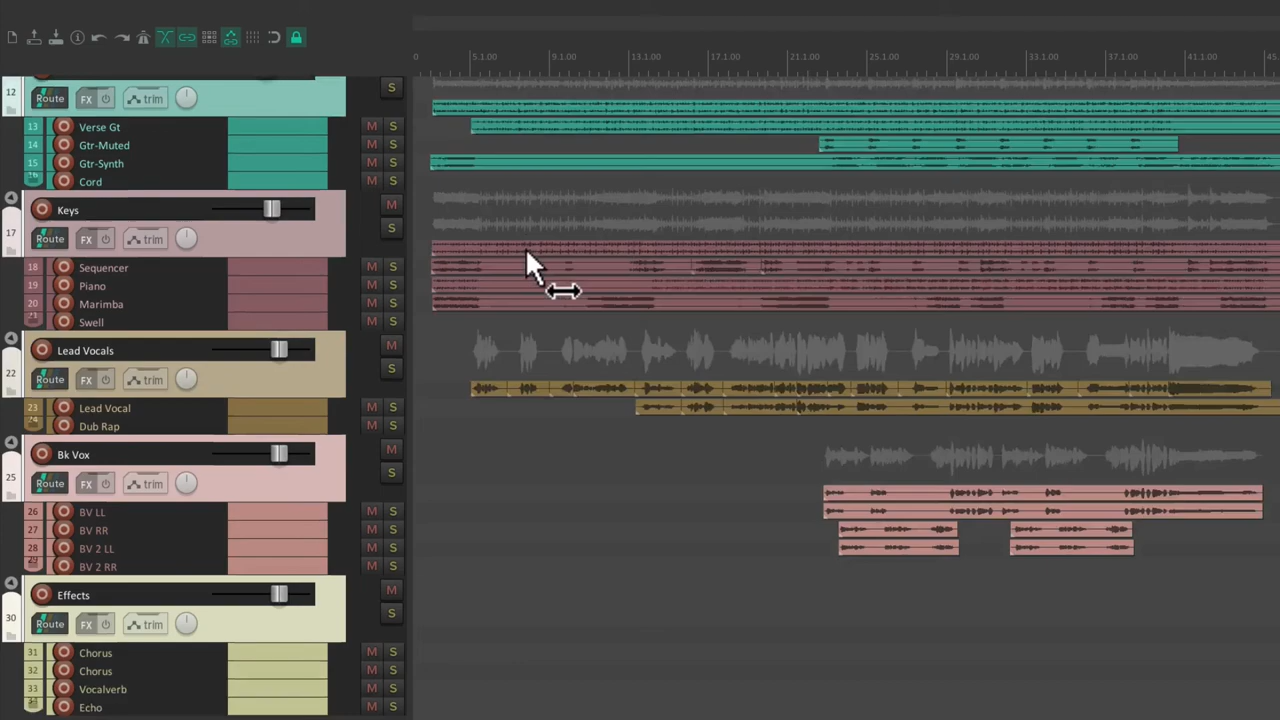 0. 5.1.00 9.1.00 13.1.00 17.1.00 21.1.00 25.1.00 29.1.00 33.1.00 37.1.00 41.1.00 45.
12 Route FX trim S
13 Verse Gt M S
14 Gtr-Muted M S
15 Gtr-Synth M S
16 Cord M S
Keys M
17 Route FX trim S
18 Sequencer M S
19 Piano M S
20 Marimba M S
21 Swell M S
Lead Vocals M
22 Route FX trim S
23 Lead Vocal M S
24 Dub Rap M S
Bk Vox M
25 Route FX trim S
26 BV LL M S
27 BV RR M S
28 BV 2 LL M S
29 BV 2 RR M S
Effects M
30 Route FX trim S
31 Chorus M S
32 Chorus M S
33 Vocalverb M S
Echo M S